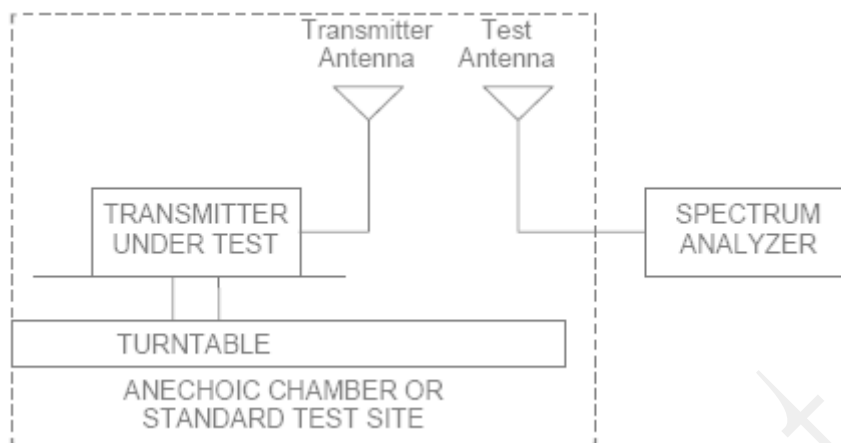 Transmitter
Antenna
Test
Antenna
TRANSMITTER
UNDER TEST
SPECTRUM
ANALYZER
TURNTABLE
ANECHOIC CHAMBER OR
STANDARD TEST SITE